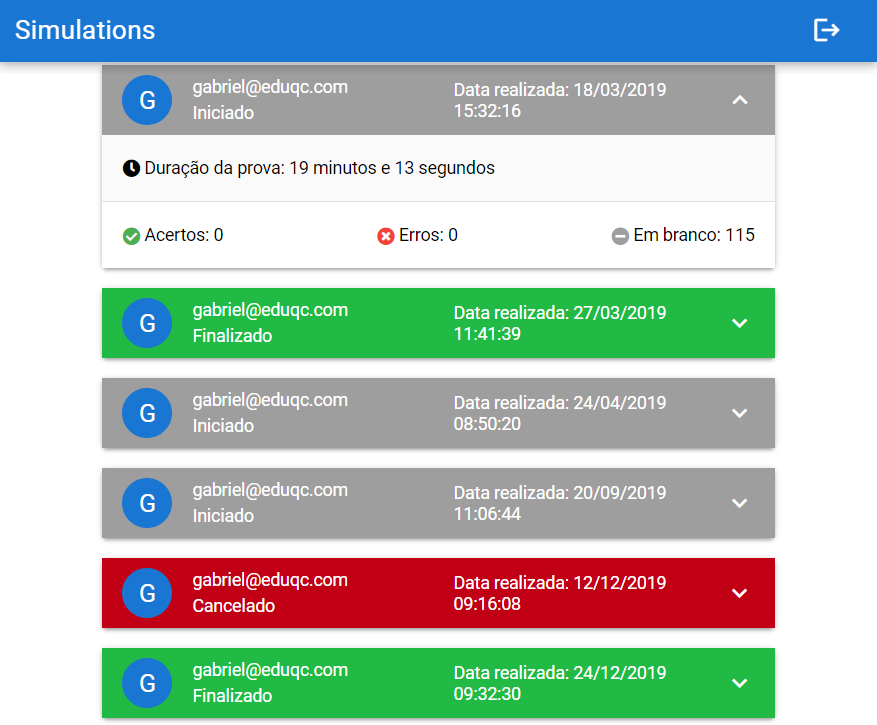 Simulations
G
gabriel@eduqc.com
Iniciado
Data realizada: 18/03/2019
15:32:16
Duração da prova: 19 minutos e 13 segundos
Acertos: 0
Erros: 0
Em branco: 115
G
gabriel@eduqc.com
Finalizado
Data realizada: 27/03/2019
11:41:39
G
gabriel@eduqc.com
Iniciado
Data realizada: 24/04/2019
08:50:20
G
gabriel@eduqc.com
Iniciado
Data realizada: 20/09/2019
11:06:44
G
gabriel@eduqc.com
Cancelado
Data realizada: 12/12/2019
09:16:08
G
gabriel@eduqc.com
Finalizado
Data realizada: 24/12/2019
09:32:30